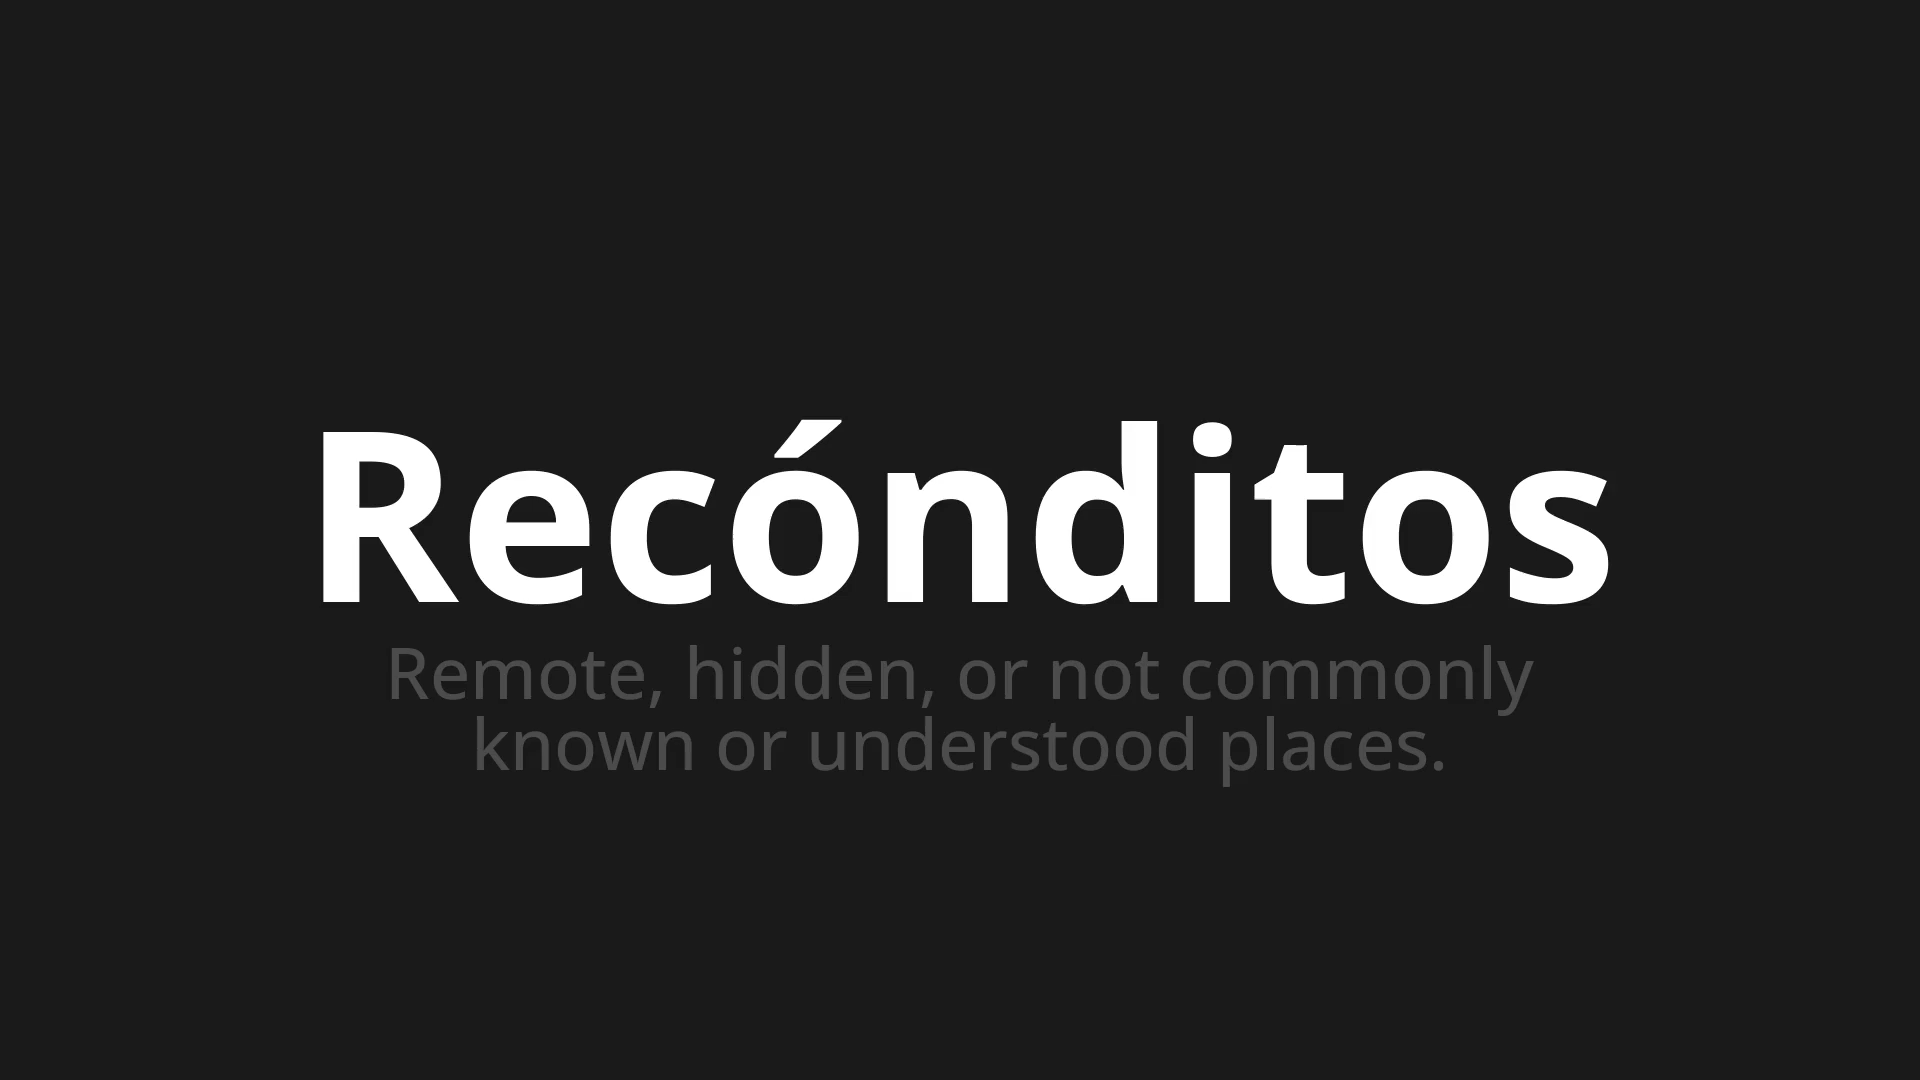 Recónditos
Remote, hidden, or not commonly
known or understood places.